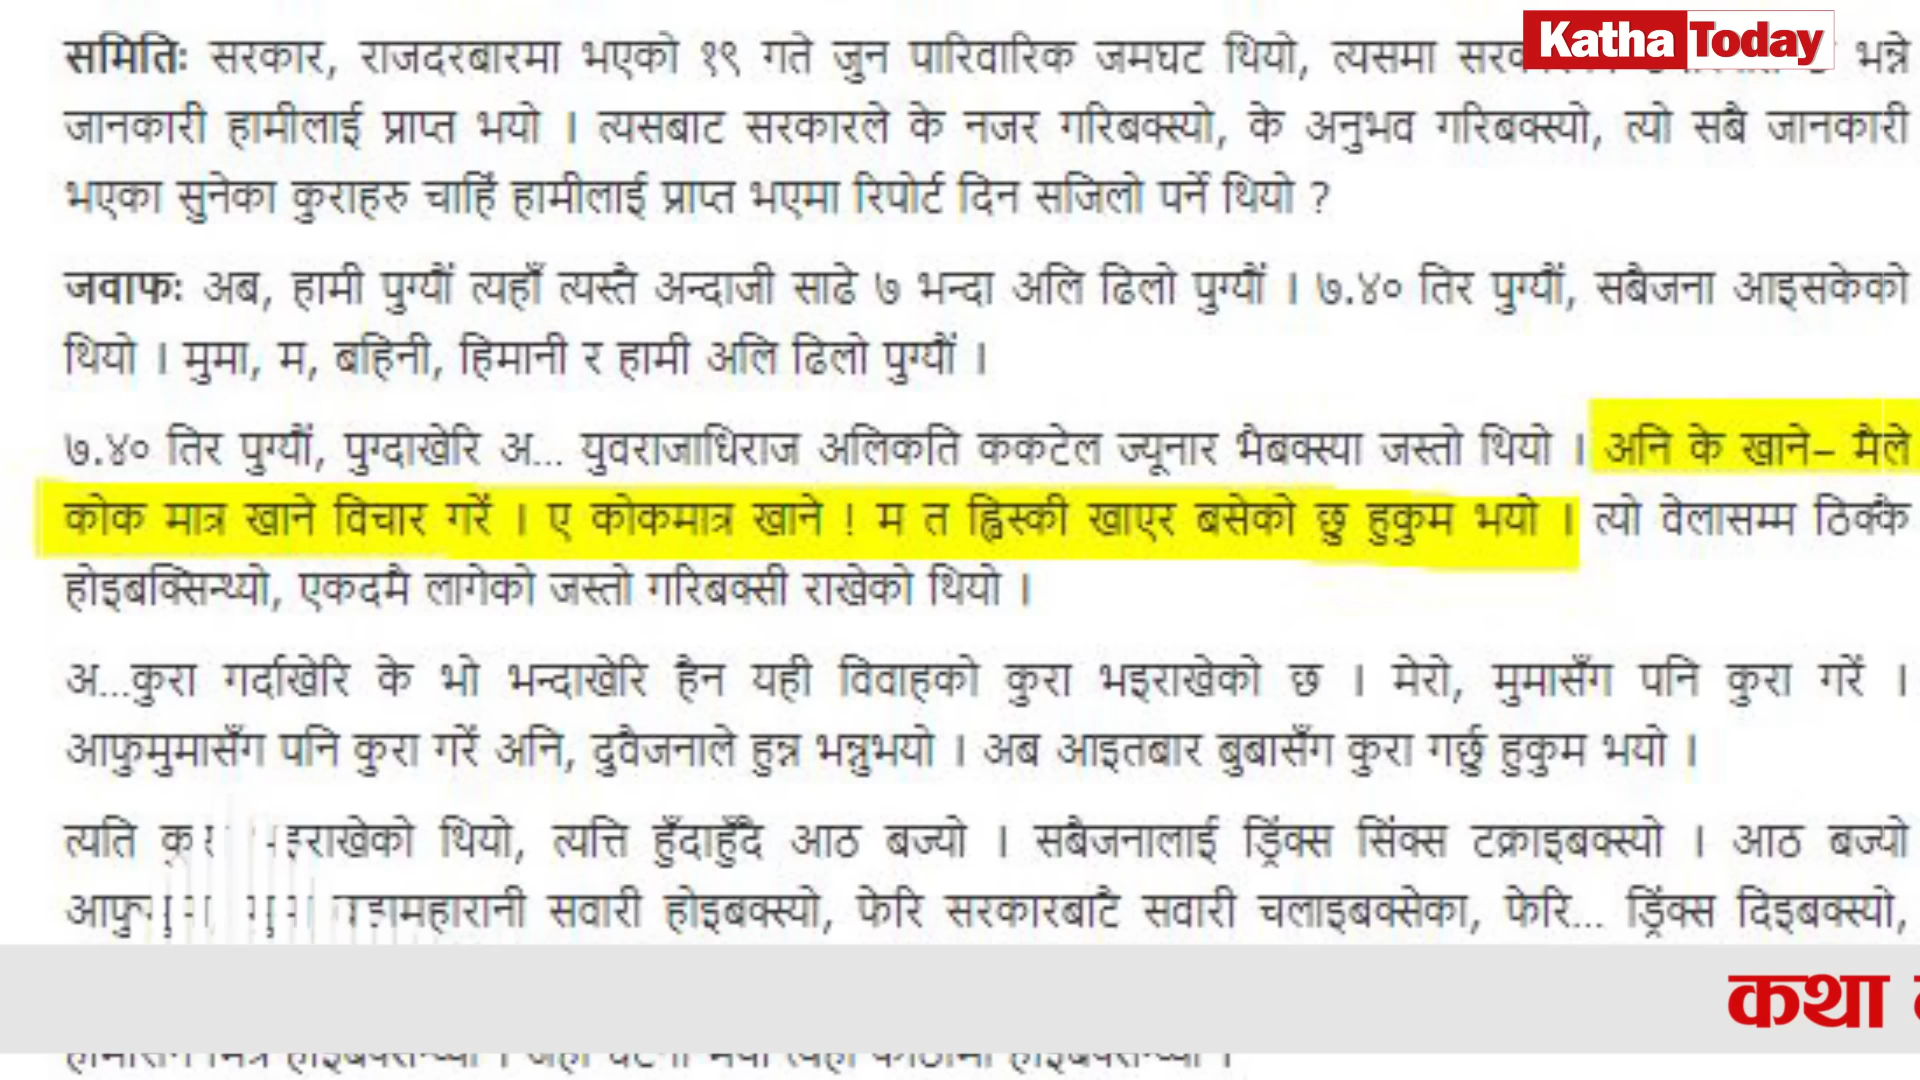 Katha Today
समितिः सरकार, राजदरबारमा भएको १९ गते जुन पारिवारिक जमघट थियो, त्यसमा भन्ने
जानकारी हामीलाई प्राप्त भयो । त्यसबाट सरकारले के नजर गरिबक्स्यो, के अनुभव गरिबक्स्यो, त्यो सबै जानकारी
भएका सुनेका कुराहरु चाहिं हामीलाई प्राप्त भएमा रिपोर्ट दिन सजिलो पर्ने थियो ?
जवाफः अब, हामी पुग्यौं त्यहाँ त्यस्तै अन्दाजी साढे ७ भन्दा अलि ढिलो पुग्यौं । ७.४० तिर पुग्यौं, सबैजना आइसकेको
थियो । मुमा, म, बहिनी, हिमानी र हामी अलि ढिलो पुग्यौं ।
७.४० तिर पुग्यौं, पुग्दाखेरि अ... युवराजाधिराज अलिकति ककटेल ज्यूनार भैबक्स्या जस्तो थियो । अनि के खाने– मैले
कोक मात्र खाने विचार गरें । ए कोकमात्र खाने ! म त ह्विस्की खाएर बसेको छु हुकुम भयो । त्यो वेलासम्म ठिक्कै
होइबक्सिन्थ्यो, एकदमै लागेको जस्तो गरिबक्सी राखेको थियो ।
अ...कुरा गर्दाखेरि के भो भन्दाखेरि हैन यही विवाहको कुरा भइराखेको छ । मेरो, मुमासँग पनि कुरा गरें ।
आफुमुमासँग पनि कुरा गरें अनि, दुवैजनाले हुन्न भन्नुभयो । अब आइतबार बुबासँग कुरा गर्छु हुकुम भयो ।
त्यति थियो, त्यत्ति हुँदाहुँदै आठ बज्यो । सबैजनालाई ड्रिंक्स सिंक्स टक्राइबक्स्यो । आठ बज्यो
सवारी होइबक्स्यो, फेरि सरकारबाटै सवारी चलाइबक्सेका, फेरि... ड्रिंक्स दिइबक्स्यो,
कथा